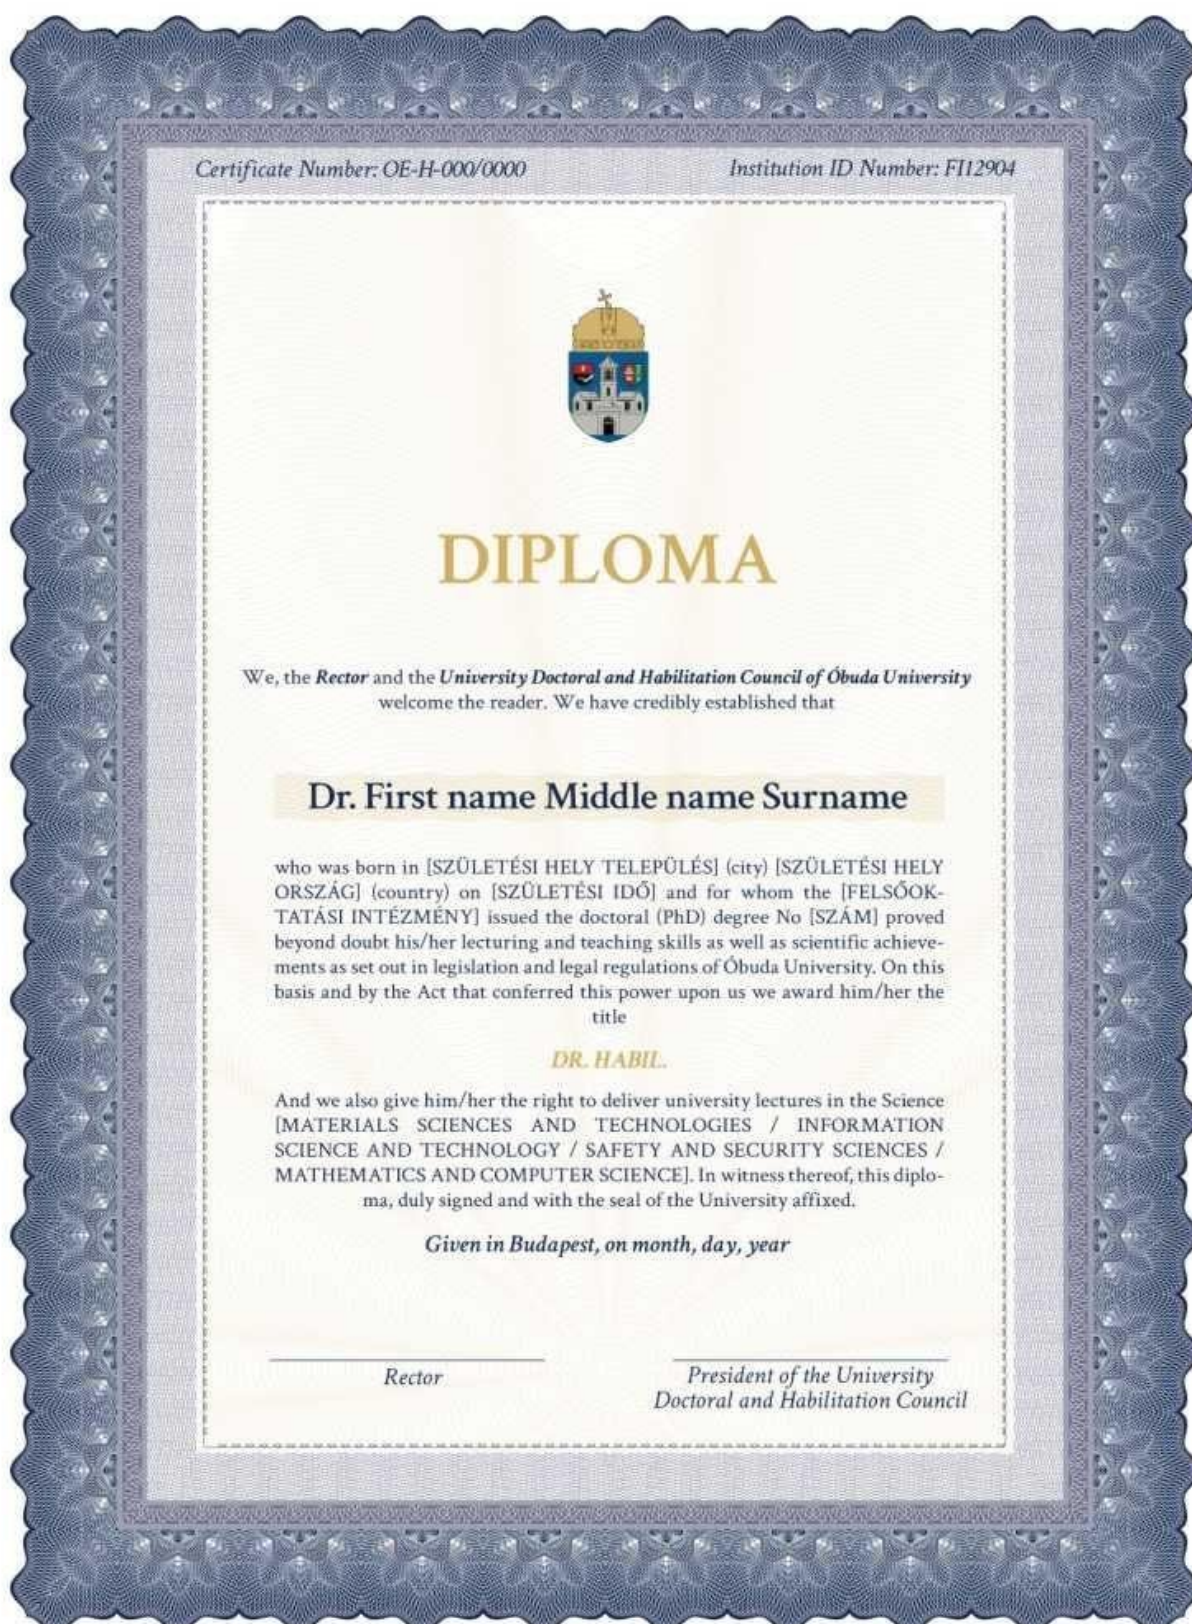 Certificate Number: OE-H-000/0000
Institution ID Number: FI12904
DIPLOMA
We, the Rector and the University Doctoral and Habilitation Council of Óbuda University
welcome the reader. We have credibly established that
Dr. First name Middle name Surname
who was born in [SZÜLETÉSI HELY TELEPÜLÉS] (city) [SZÜLETÉSI HELY
ORSZÁG] (country) on [SZÜLETÉSI IDŐ] and for whom the [FELSŐOK-
TATÁSI INTÉZMÉNY] issued the doctoral (PhD) degree No [SZÁM] proved
beyond doubt his/her lecturing and teaching skills as well as scientific achieve-
ments as set out in legislation and legal regulations of Óbuda University. On this
basis and by the Act that conferred this power upon us we award him/her the
title
DR. HABIL.
And we also give him/her the right to deliver university lectures in the Science
[MATERIALS SCIENCES AND TECHNOLOGIES / INFORMATION
SCIENCE AND TECHNOLOGY / SAFETY AND SECURITY SCIENCES /
MATHEMATICS AND COMPUTER SCIENCE]. In witness thereof, this diplo-
ma, duly signed and with the seal of the University affixed.
Given in Budapest, on month, day, year
Rector
President of the University
Doctoral and Habilitation Council